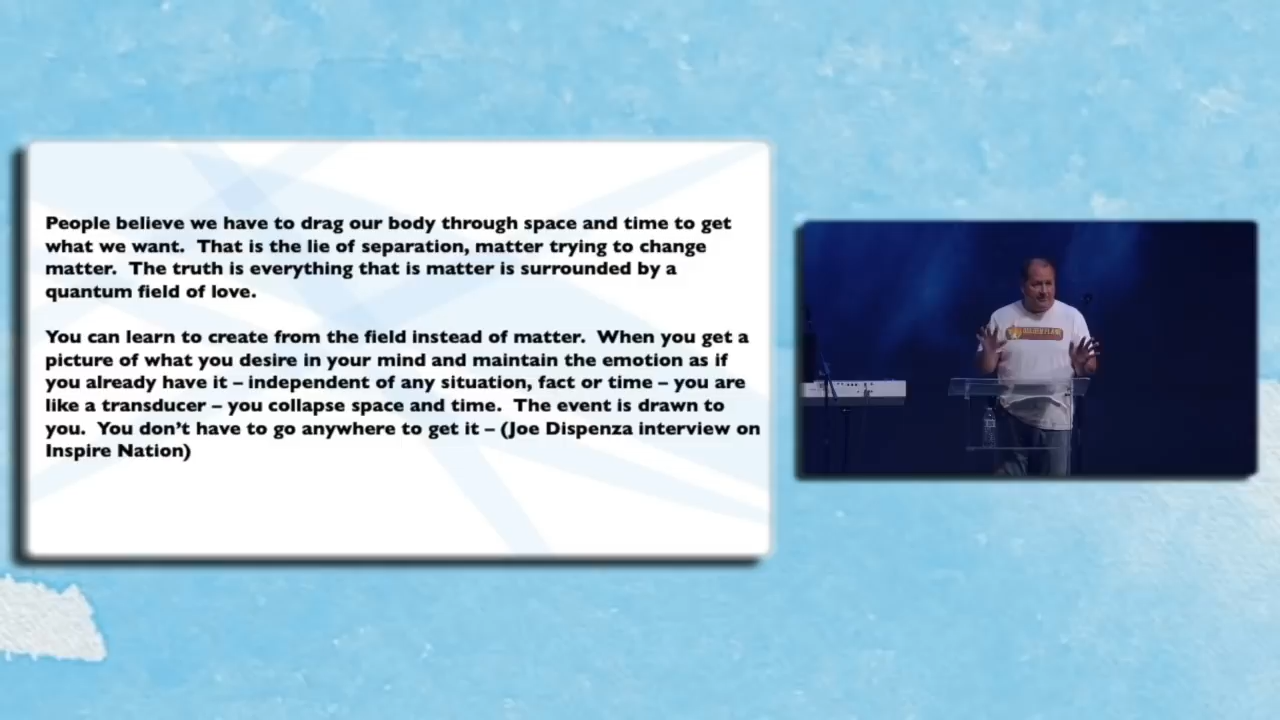 People believe we have to drag our body through space and time to get
what we want.  That is the lie of separation, matter trying to change
matter.  The truth is everything that is matter is surrounded by a
quantum field of love.
You can learn to create from the field instead of matter.  When you get a
picture of what you desire in your mind and maintain the emotion as if
you already have it – independent of any situation, fact or time – you are
like a transducer – you collapse space and time.  The event is drawn to
you.  You don’t have to go anywhere to get it – (Joe Dispenza interview on
Inspire Nation)